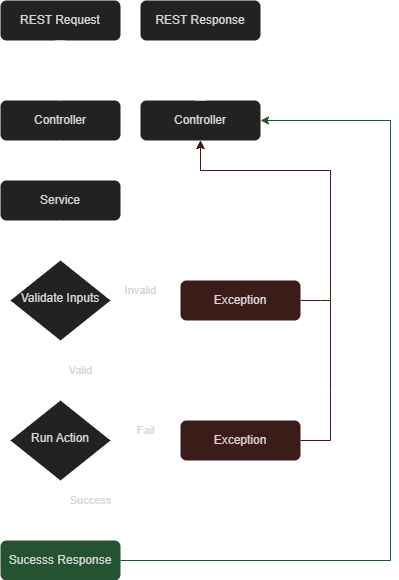 REST Request
REST Response
Controller
Controller
Service
Validate Inputs
Invalid
Exception
Valid
Run Action
Fail
Exception
Success
Sucesss Response